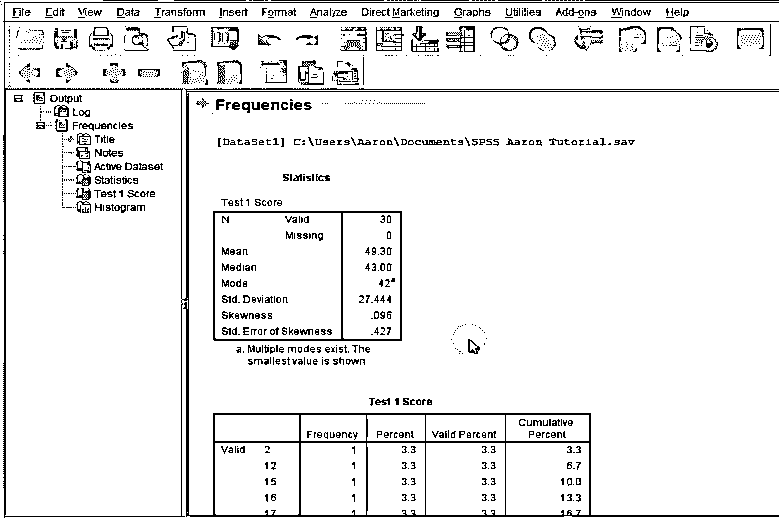 File Edit View Data Transform Insert Format Analyze Direct Marketing Graphs Utilities Add-ons Window Help
Output
Log
Frequencies
Title
Notes
Active Dataset
Statistics
Test 1 Score
Histogram
Frequencies
[DataSet1] C:\Users\Aaron\Documents\SPSS Aaron Tutorial.sav
Statistics
Test 1 Score
N Valid 30
Missing 0
Mean 49.30
Median 43.00
Mode 42a
Std. Deviation 27.444
Skewness .096
Std. Error of Skewness .427
a. Multiple modes exist. The
smallest value is shown
Test 1 Score
Frequency Percent Valid Percent Cumulative Percent
Valid 2 1 3.3 3.3 3.3
12 1 3.3 3.3 6.7
15 1 3.3 3.3 10.0
16 1 3.3 3.3 13.3
17 1 3.3 3.3 16.7